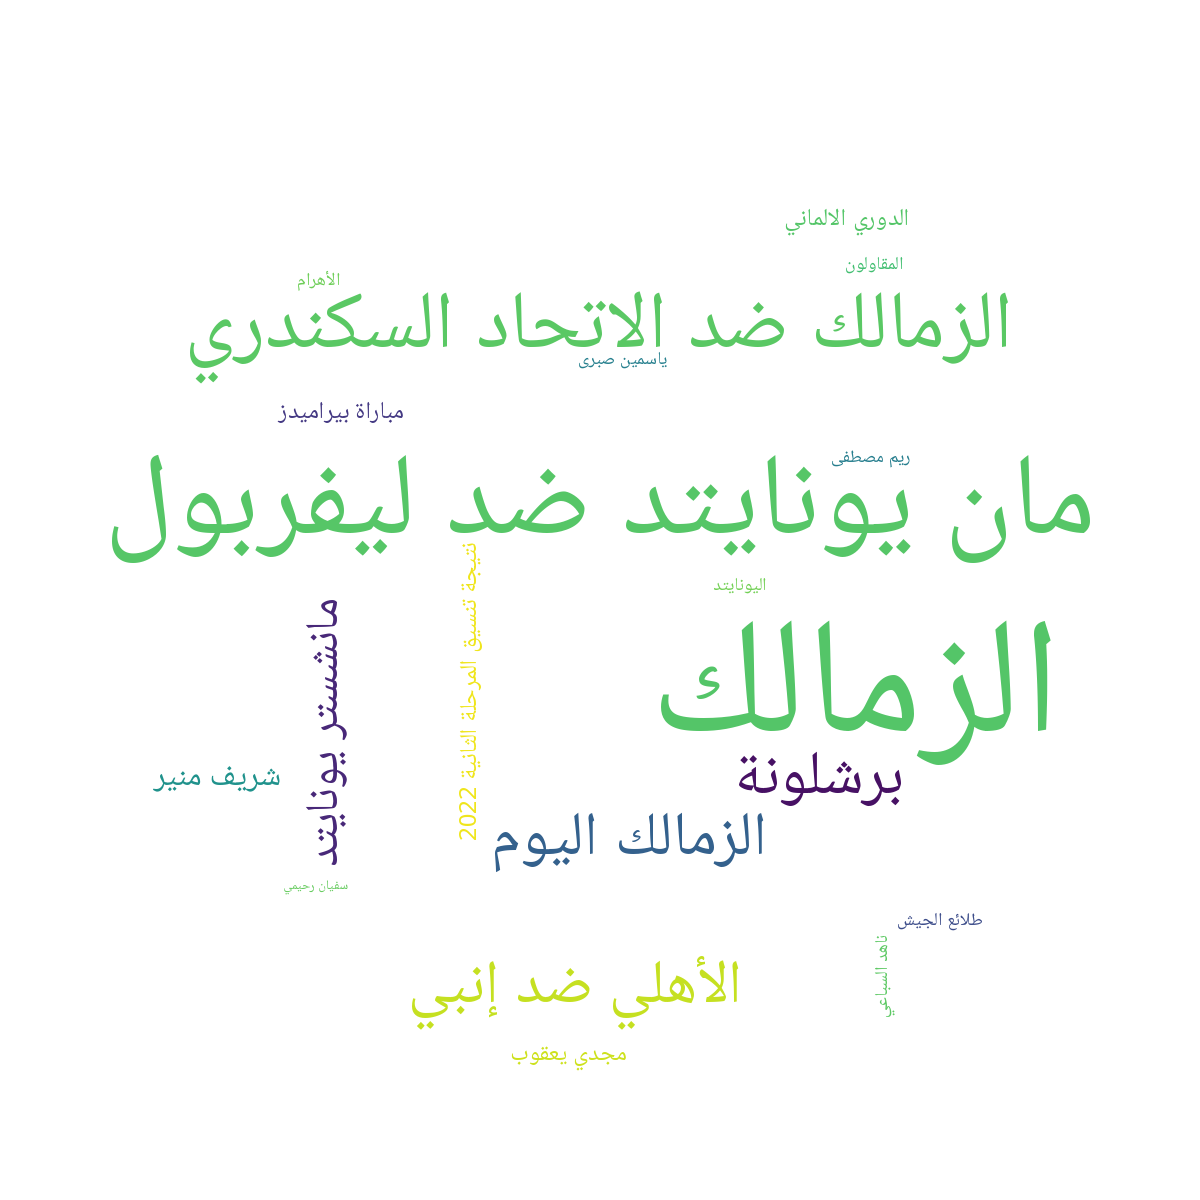 الدوري الالماني
المقاولون
الأهرام
الزمالك ضد الاتحاد السكندري
ياسمين صبرى
مباراة بيراميدز
ريم مصطفى
مان يونايتد ضد ليفربول
نتيجة تنسيق المرحلة الثانية 2022
اليونايتد
مانشستر يونايتد
الزمالك
برشلونة
شريف منير
الزمالك اليوم
سفيان رحيمي
طلائع الجيش
ناهد السباعي
الأهلي ضد إنبي
مجدي يعقوب